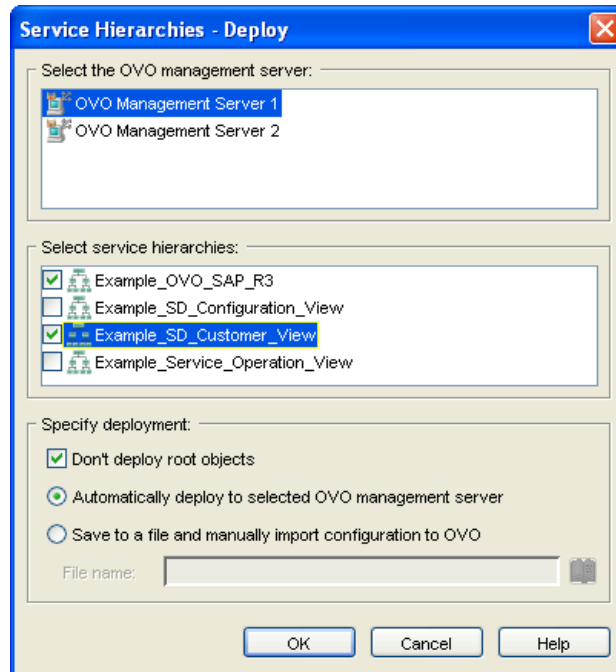 Service Hierarchies - Deploy
Select the OVO management server:
OVO Management Server 1
OVO Management Server 2
Select service hierarchies:
Example_OVO_SAP_R3
Example_SD_Configuration_View
Example_SD_Customer_View
Example_Service_Operation_View
Specify deployment:
Don't deploy root objects
Automatically deploy to selected OVO management server
Save to a file and manually import configuration to OVO
File name:
OK Cancel Help